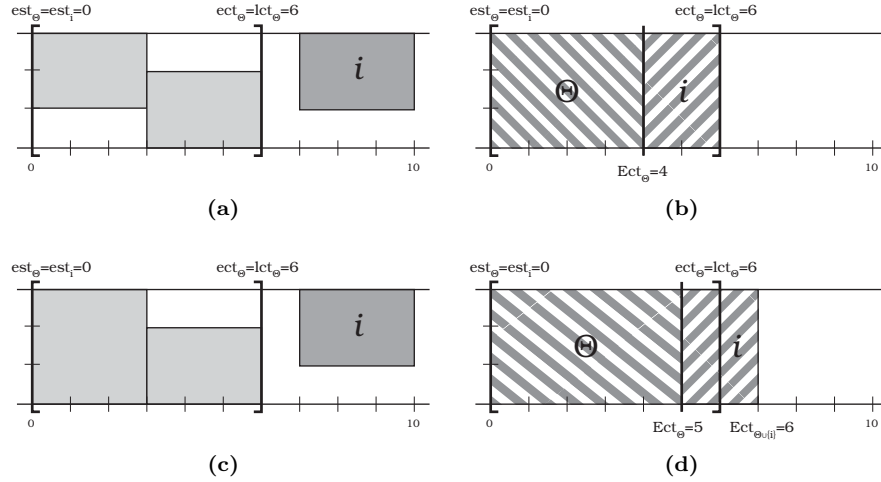 est_Θ=est_i=0 ect_Θ=lct_Θ=6
i
0 10
(a)
est_Θ=est_i=0 ect_Θ=lct_Θ=6
Θ i
0 10
Ect_Θ=4
(b)
est_Θ=est_i=0 ect_Θ=lct_Θ=6
i
0 10
(c)
est_Θ=est_i=0 ect_Θ=lct_Θ=6
Θ i
0 10
Ect_Θ=5 Ect_Θ∪{i}=6
(d)